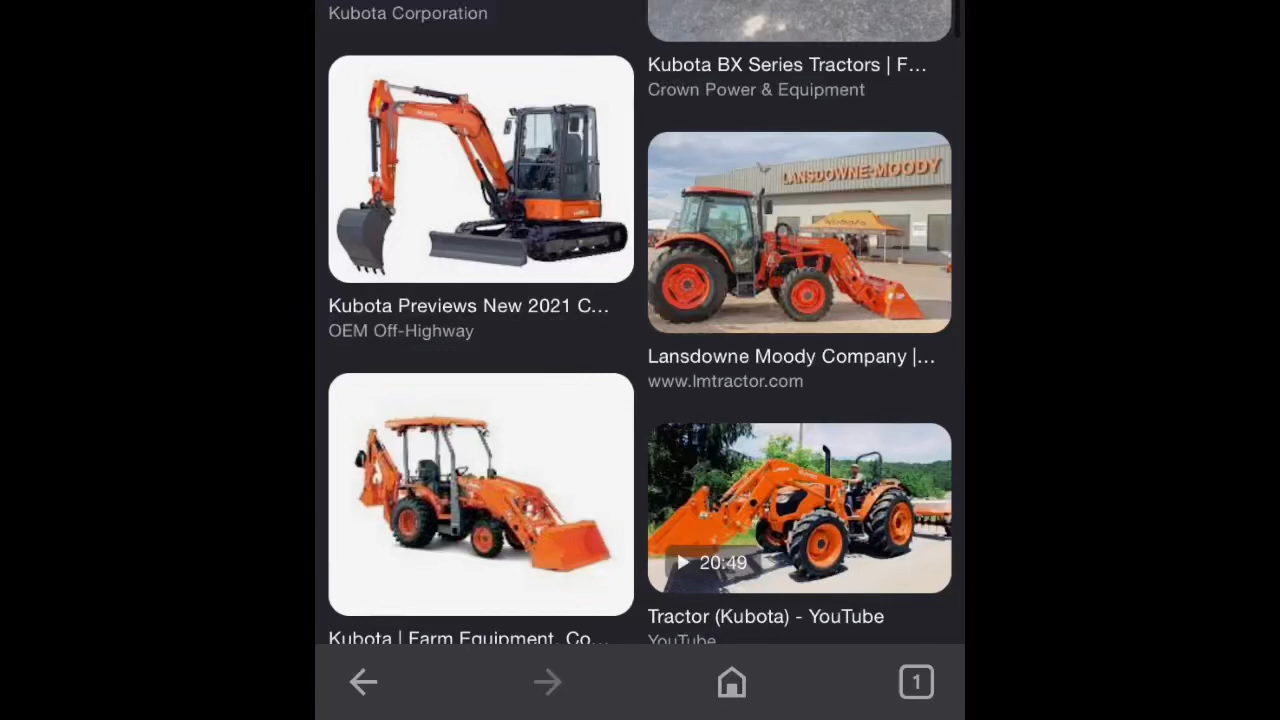 Kubota Corporation
Kubota Previews New 2021 C...
OEM Off-Highway
Kubota | Farm Equipment, Co...
Kubota BX Series Tractors | F...
Crown Power & Equipment
LANSDOWNE-MOODY
Kubota
Lansdowne Moody Company |...
www.lmtractor.com
20:49
Tractor (Kubota) - YouTube
YouTube
1